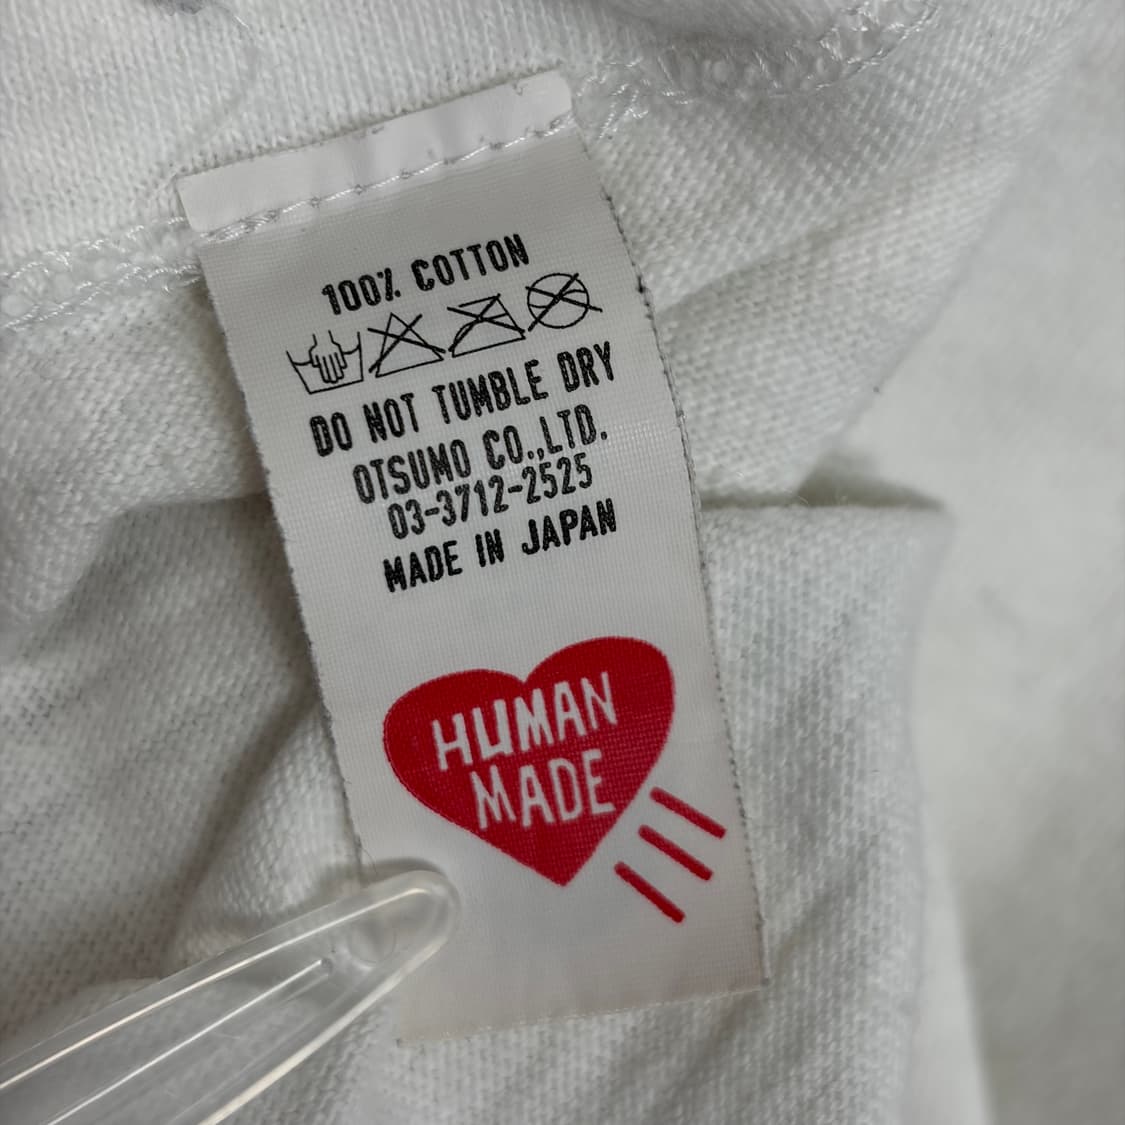 100% COTTON
DO NOT TUMBLE DRY
OTSUMO CO.,LTD.
03-3712-2525
MADE IN JAPAN
HUMAN
MADE